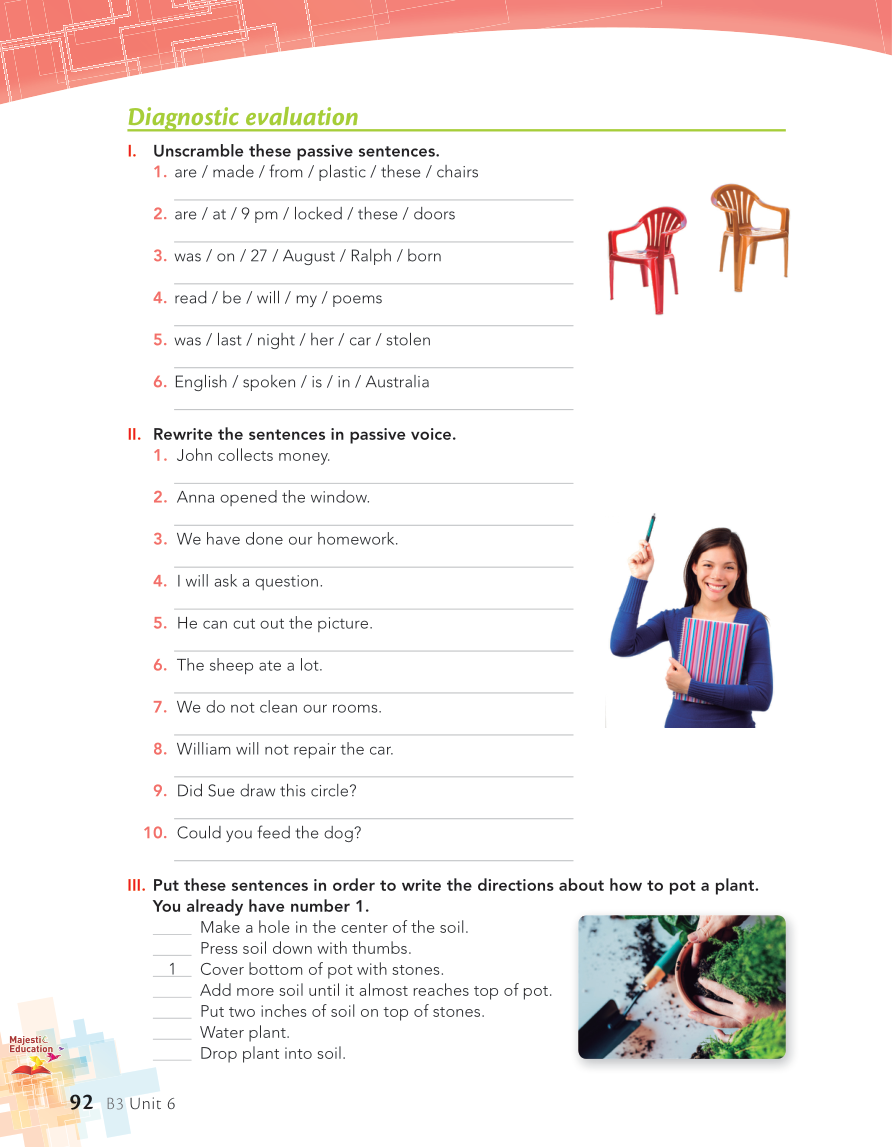 Diagnostic evaluation
I. Unscramble these passive sentences.
1. are / made / from / plastic / these / chairs
2. are / at / 9 pm / locked / these / doors
3. was / on / 27 / August / Ralph / born
4. read / be / will / my / poems
5. was / last / night / her / car / stolen
6. English / spoken / is / in / Australia
II. Rewrite the sentences in passive voice.
1. John collects money.
2. Anna opened the window.
3. We have done our homework.
4. I will ask a question.
5. He can cut out the picture.
6. The sheep ate a lot.
7. We do not clean our rooms.
8. William will not repair the car.
9. Did Sue draw this circle?
10. Could you feed the dog?
III. Put these sentences in order to write the directions about how to pot a plant.
You already have number 1.
____ Make a hole in the center of the soil.
____ Press soil down with thumbs.
1 Cover bottom of pot with stones.
____ Add more soil until it almost reaches top of pot.
____ Put two inches of soil on top of stones.
____ Water plant.
____ Drop plant into soil.
Majestic
Education
92 B3 Unit 6